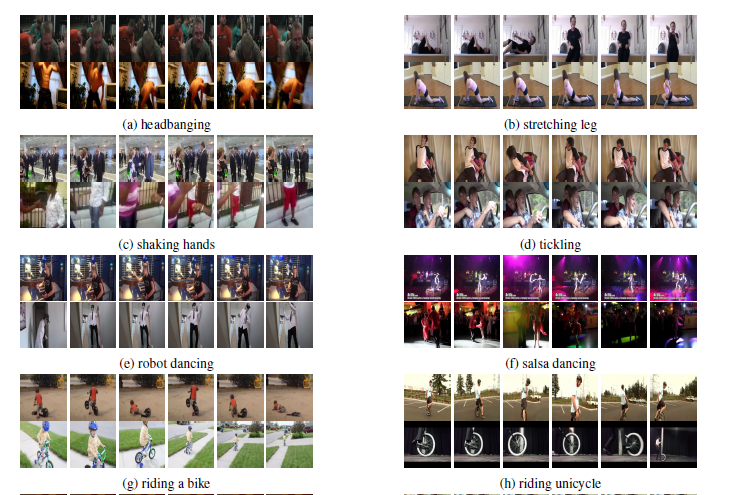 (a) headbanging
(b) stretching leg
(c) shaking hands
(d) tickling
(e) robot dancing
(f) salsa dancing
(g) riding a bike
(h) riding unicycle